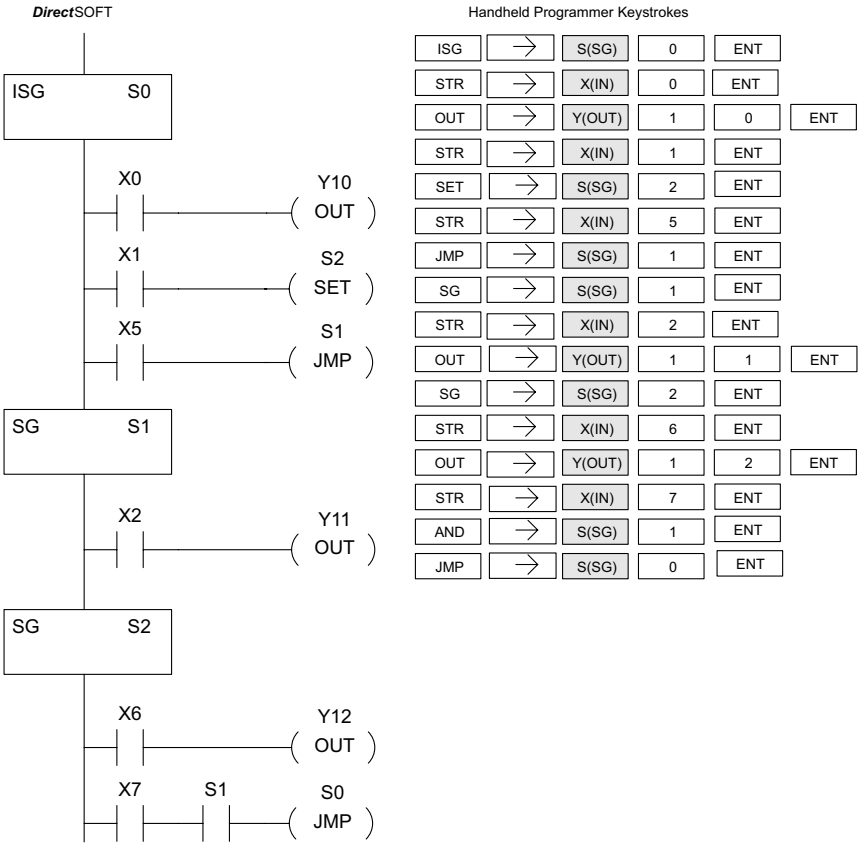 DirectSOFT
ISG S0
X0 Y10
OUT
X1 S2
SET
X5 S1
JMP
SG S1
X2 Y11
OUT
SG S2
X6 Y12
OUT
X7 S1 S0
JMP
Handheld Programmer Keystrokes
ISG → S(SG) 0 ENT
STR → X(IN) 0 ENT
OUT → Y(OUT) 1 0 ENT
STR → X(IN) 1 ENT
SET → S(SG) 2 ENT
STR → X(IN) 5 ENT
JMP → S(SG) 1 ENT
SG → S(SG) 1 ENT
STR → X(IN) 2 ENT
OUT → Y(OUT) 1 1 ENT
SG → S(SG) 2 ENT
STR → X(IN) 6 ENT
OUT → Y(OUT) 1 2 ENT
STR → X(IN) 7 ENT
AND → S(SG) 1 ENT
JMP → S(SG) 0 ENT